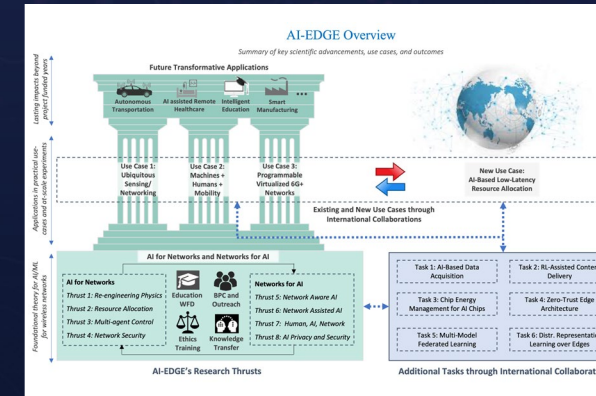 AI-EDGE Overview
Summary of key scientific advancements, use cases, and outcomes
Lasting impacts beyond
project funded years
Future Transformative Applications
Autonomous
Transportation
AI assisted Remote
Healthcare
Intelligent
Education
Smart
Manufacturing
...
Applications in practical use-
cases and at-scale experiments
Use Case 1:
Ubiquitous
Sensing/
Networking
Use Case 2:
Machines +
Humans +
Mobility
Use Case 3:
Programmable
Virtualized 6G+
Networks
New Use Case:
AI-Based Low-Latency
Resource Allocation
Existing and New Use Cases through
International Collaborations
Foundational theory for AI/ML
for wireless networks
AI for Networks and Networks for AI
AI for Networks
Thrust 1: Re-engineering Physics
Thrust 2: Resource Allocation
Thrust 3: Multi-agent Control
Thrust 4: Network Security
Education
WFD
BPC and
Outreach
Ethics
Training
Knowledge
Transfer
Networks for AI
Thrust 5: Network Aware AI
Thrust 6: Network Assisted AI
Thrust 7: Human, AI, Network
Thrust 8: AI Privacy and Security
Task 1: AI-Based Data
Acquisition
Task 2: RL-Assisted Conten
Delivery
Task 3: Chip Energy
Management for AI Chips
Task 4: Zero-Trust Edge
Architecture
Task 5: Multi-Model
Federated Learning
Task 6: Distr. Representatio
Learning over Edges
AI-EDGE's Research Thrusts
Additional Tasks through International Collaborat